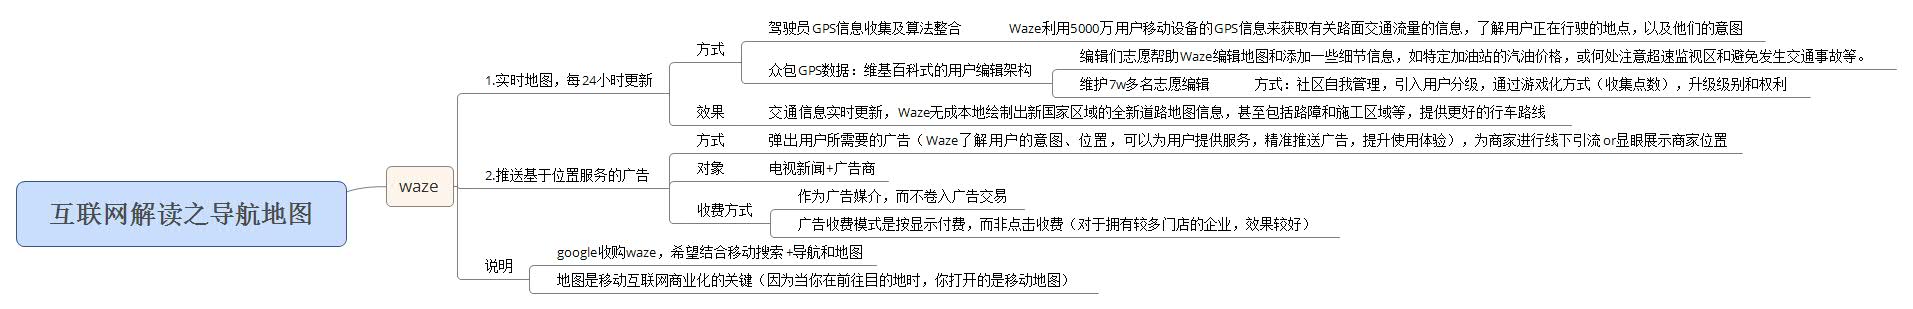 互联网解读之导航地图
waze
1.实时地图，每24小时更新
方式
驾驶员GPS信息收集及算法整合
Waze利用5000万用户移动设备的GPS信息来获取有关路面交通流量的信息，了解用户正在行驶的地点，以及他们的意图
众包GPS数据：维基百科式的用户编辑架构
编辑们志愿帮助Waze编辑地图和添加一些细节信息，如特定加油站的汽油价格，或何处注意超速监视区和避免发生交通事故等。
维护7w多名志愿编辑
方式：社区自我管理，引入用户分级，通过游戏化方式（收集点数），升级级别和权利
效果
交通信息实时更新，Waze无成本地绘制出新国家区域的全新道路地图信息，甚至包括路障和施工区域等，提供更好的行车路线
2.推送基于位置服务的广告
方式
弹出用户所需要的广告（Waze了解用户的意图、位置，可以为用户提供服务，精准推送广告，提升使用体验），为商家进行线下引流or显眼展示商家位置
对象
电视新闻+广告商
收费方式
作为广告媒介，而不卷入广告交易
广告收费模式是按显示付费，而非点击收费（对于拥有较多门店的企业，效果较好）
说明
google收购waze，希望结合移动搜索+导航和地图
地图是移动互联网商业化的关键（因为当你在前往目的地时，你打开的是移动地图）